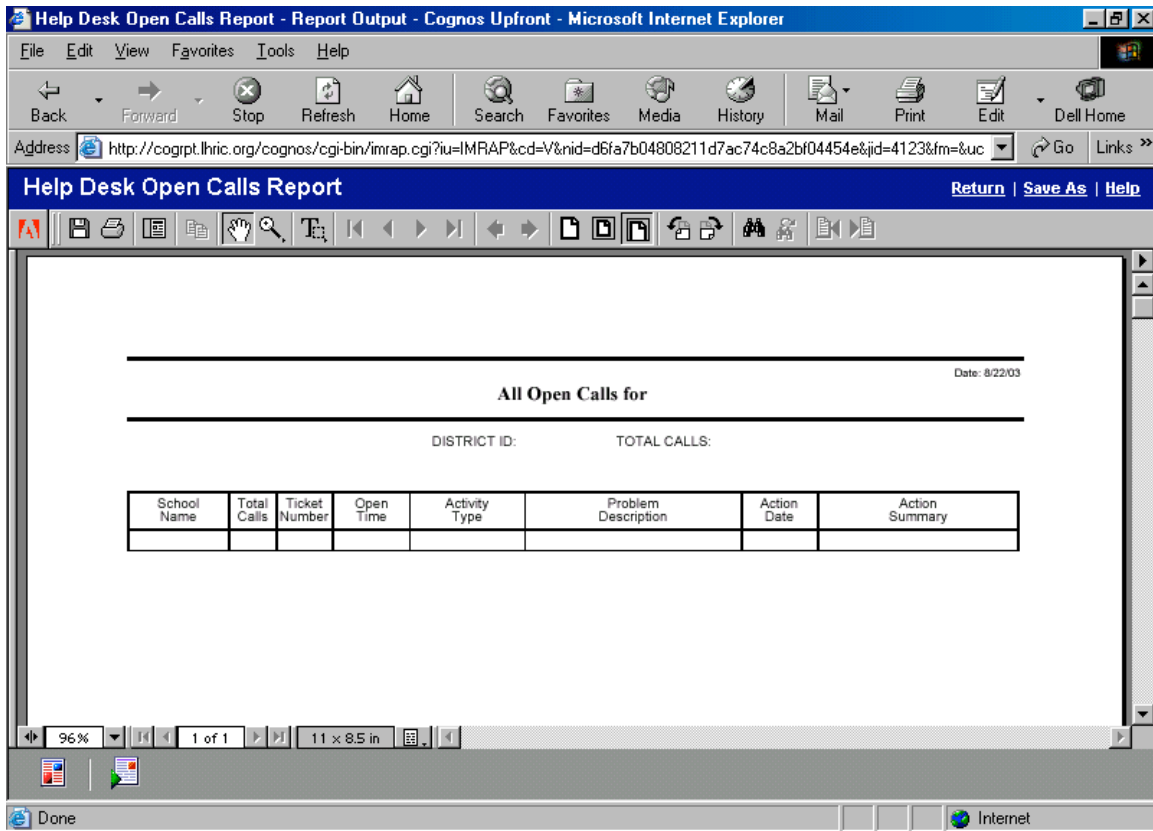 Help Desk Open Calls Report - Report Output - Cognos Upfront - Microsoft Internet Explorer
File Edit View Favorites Tools Help
Back Forward Stop Refresh Home Search Favorites Media History Mail Print Edit Dell Home
Address http://cogrpt.lhric.org/cognos/cgi-bin/imrap.cgi?iu=IMRAP&cd=V&nid=d6fa7b04808211d7ac74c8a2bf04454e&jid=4123&fm=&uc Go Links »
Help Desk Open Calls Report Return | Save As | Help
Date: 8/22/03
All Open Calls for
DISTRICT ID: TOTAL CALLS:
School Total Ticket Open Activity Problem Action Action
Name Calls Number Time Type Description Date Summary
96% 1 of 1 11 x 8.5 in
Done Internet